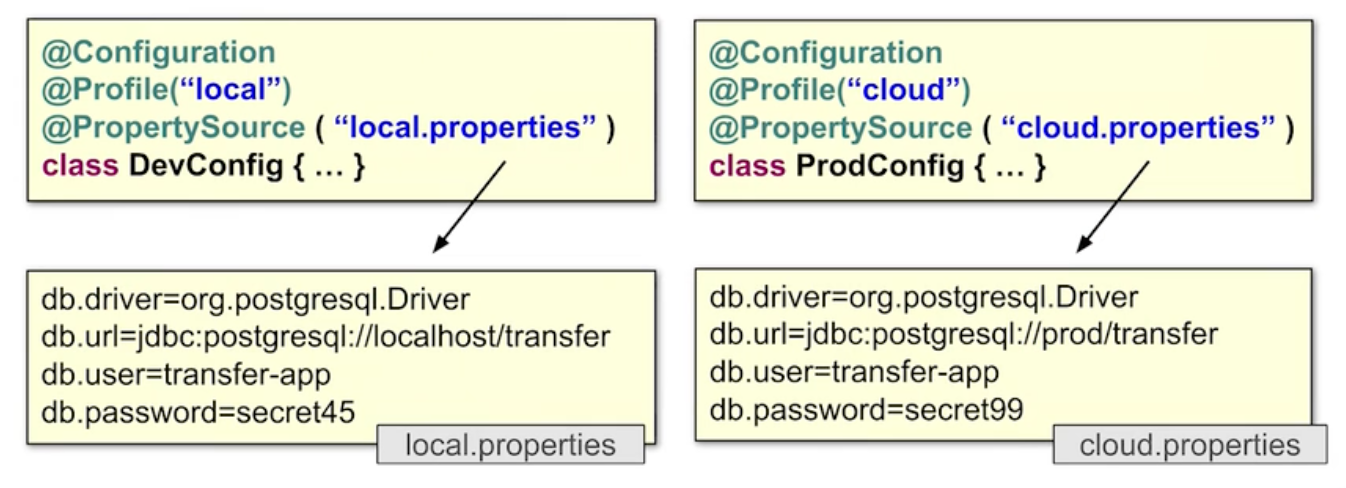 @Configuration
@Profile(“local”)
@PropertySource ( “local.properties” )
class DevConfig { ... }
db.driver=org.postgresql.Driver
db.url=jdbc:postgresql://localhost/transfer
db.user=transfer-app
db.password=secret45
local.properties
@Configuration
@Profile(“cloud”)
@PropertySource ( “cloud.properties” )
class ProdConfig { ... }
db.driver=org.postgresql.Driver
db.url=jdbc:postgresql://prod/transfer
db.user=transfer-app
db.password=secret99
cloud.properties